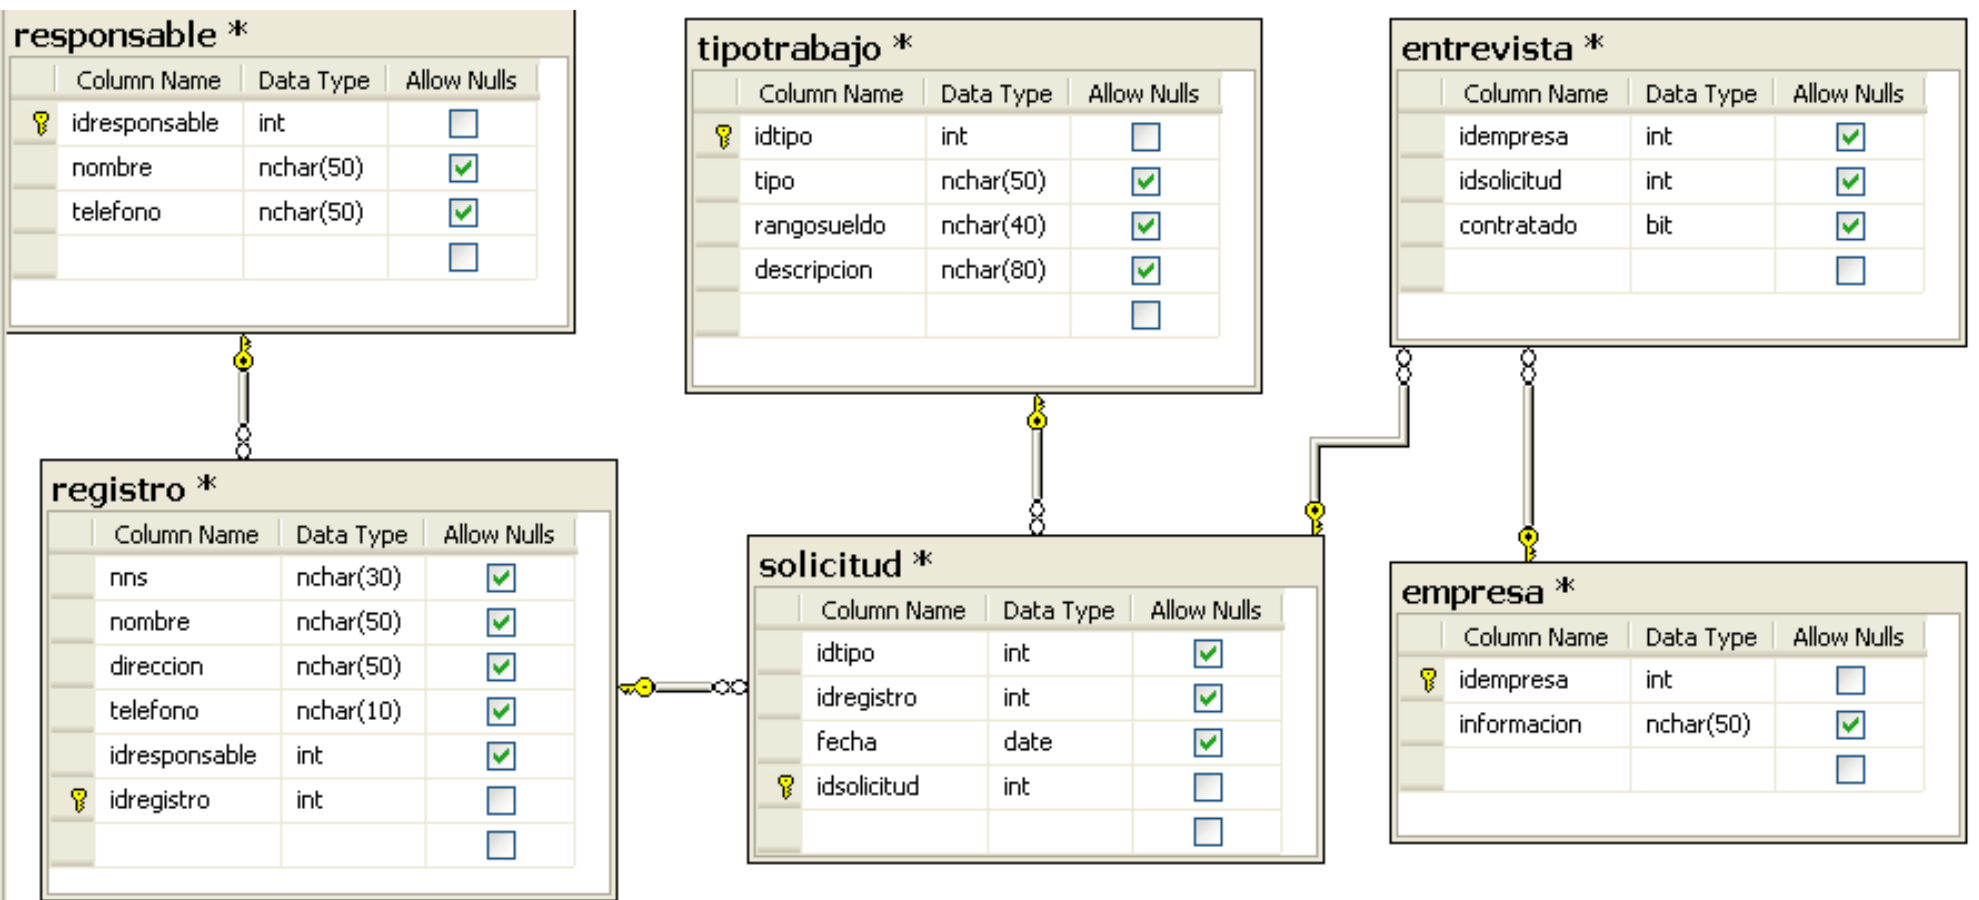 responsable *
Column Name Data Type Allow Nulls
idresponsable int
nombre nchar(50)
telefono nchar(50)
tipotrabajo *
Column Name Data Type Allow Nulls
idtipo int
tipo nchar(50)
rangosueldo nchar(40)
descripcion nchar(80)
entrevista *
Column Name Data Type Allow Nulls
idempresa int
idsolicitud int
contratado bit
registro *
Column Name Data Type Allow Nulls
nns nchar(30)
nombre nchar(50)
direccion nchar(50)
telefono nchar(10)
idresponsable int
idregistro int
solicitud *
Column Name Data Type Allow Nulls
idtipo int
idregistro int
fecha date
idsolicitud int
empresa *
Column Name Data Type Allow Nulls
idempresa int
informacion nchar(50)